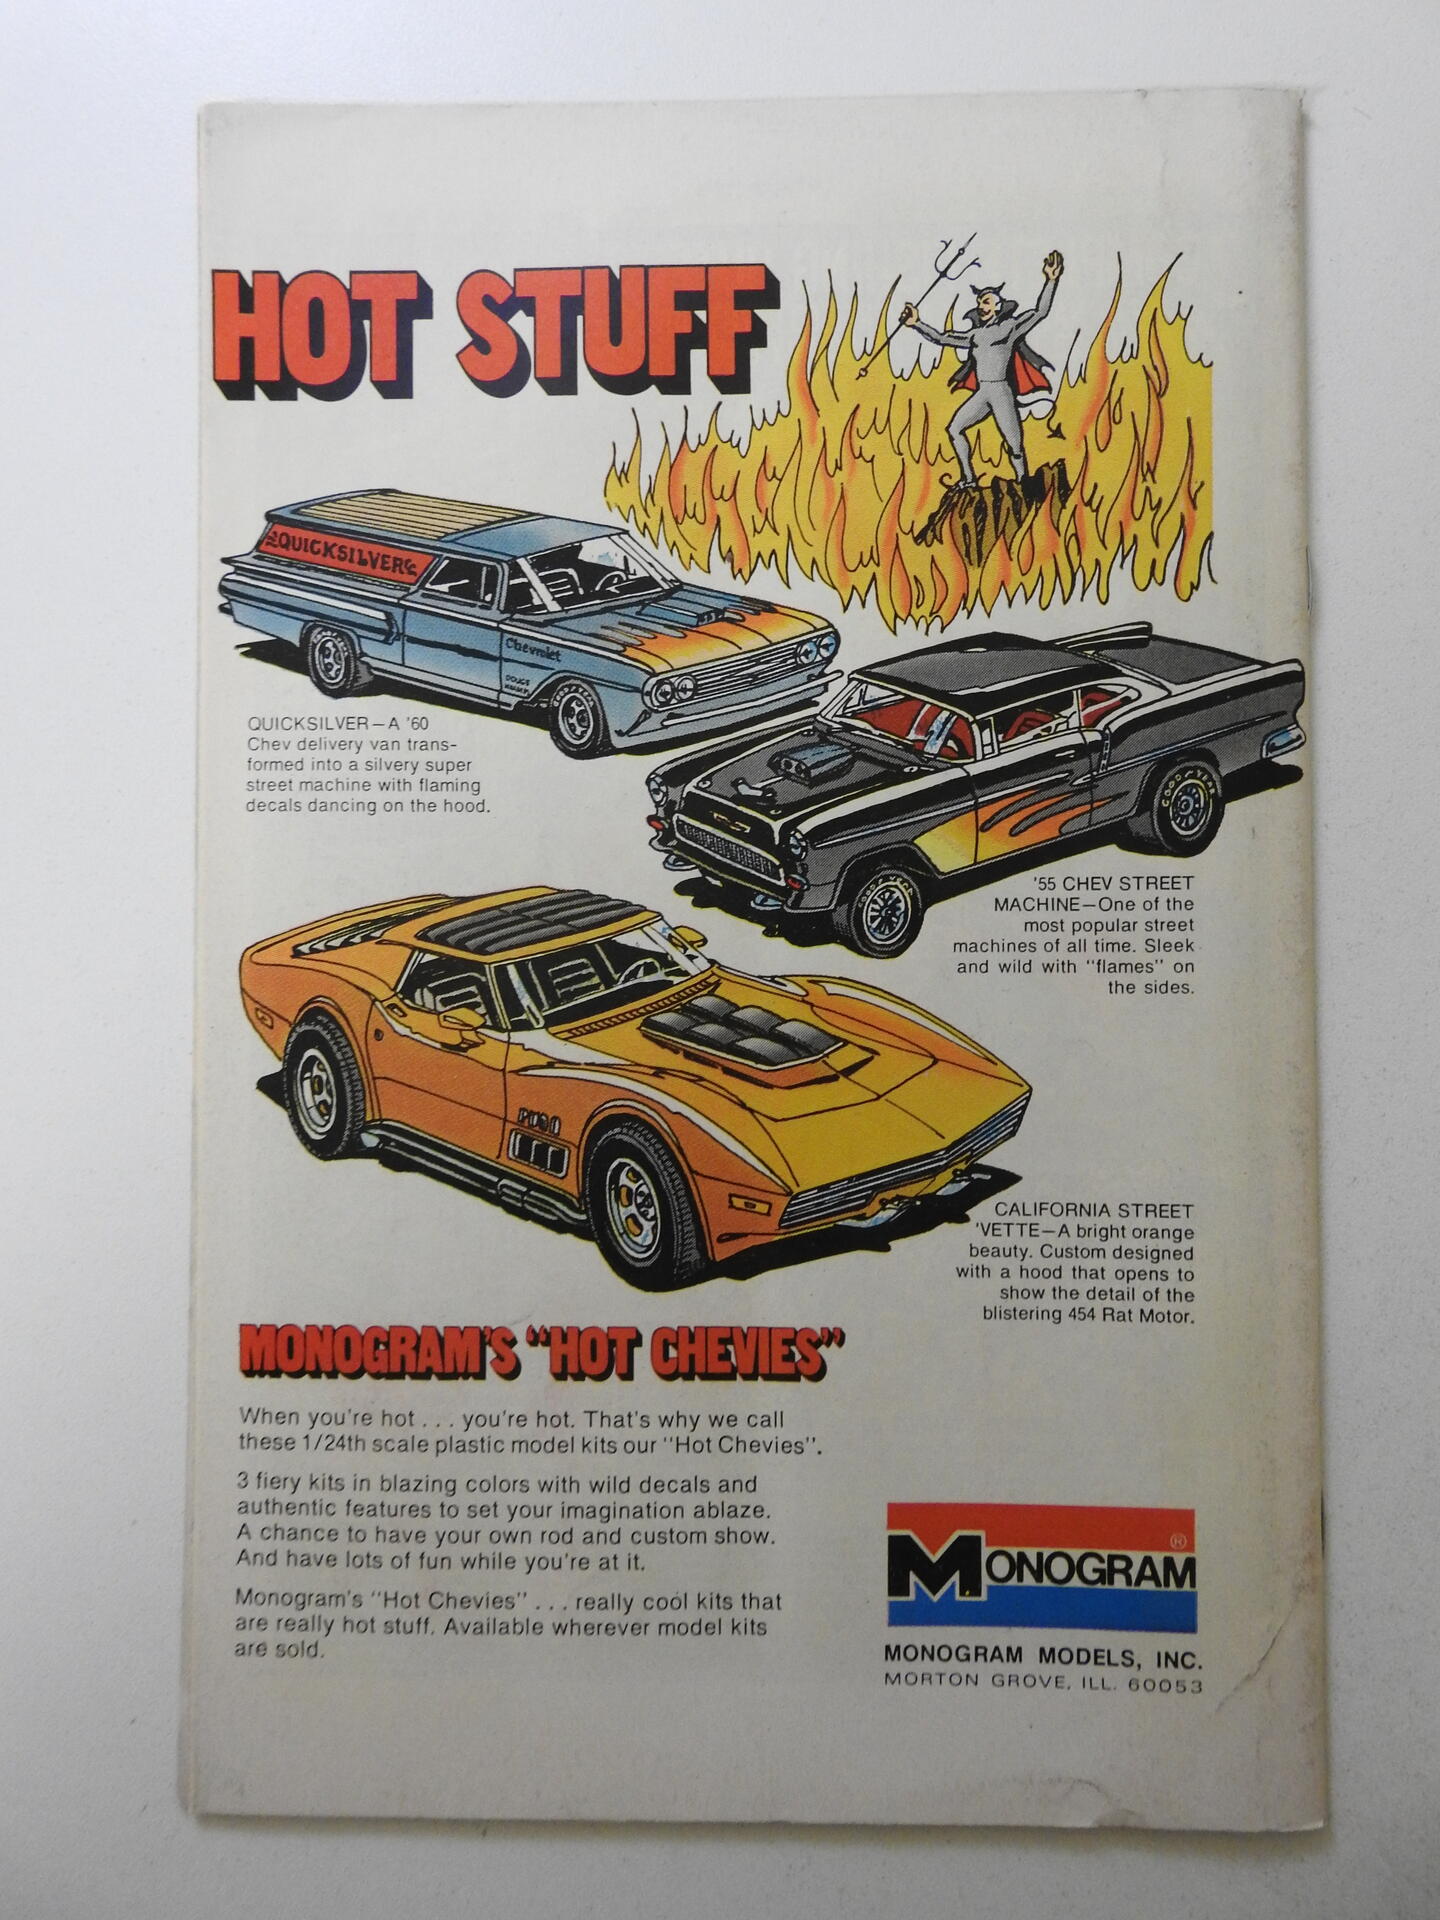 HOT STUFF
QUICKSILVER
Chevrolet
QUICKSILVER—A '60
Chev delivery van trans-
formed into a silvery super
street machine with flaming
decals dancing on the hood.
GOOD YEAR
GOOD YEAR
'55 CHEV STREET
MACHINE—One of the
most popular street
machines of all time. Sleek
and wild with "flames" on
the sides.
CALIFORNIA STREET
'VETTE—A bright orange
beauty. Custom designed
with a hood that opens to
show the detail of the
blistering 454 Rat Motor.
MONOGRAM'S "HOT CHEVIES"
When you're hot . . . you're hot. That's why we call
these 1/24th scale plastic model kits our "Hot Chevies".
3 fiery kits in blazing colors with wild decals and
authentic features to set your imagination ablaze.
A chance to have your own rod and custom show.
And have lots of fun while you're at it.
Monogram's "Hot Chevies" . . . really cool kits that
are really hot stuff. Available wherever model kits
are sold.
MONOGRAM®
MONOGRAM MODELS, INC.
MORTON GROVE, ILL. 60053